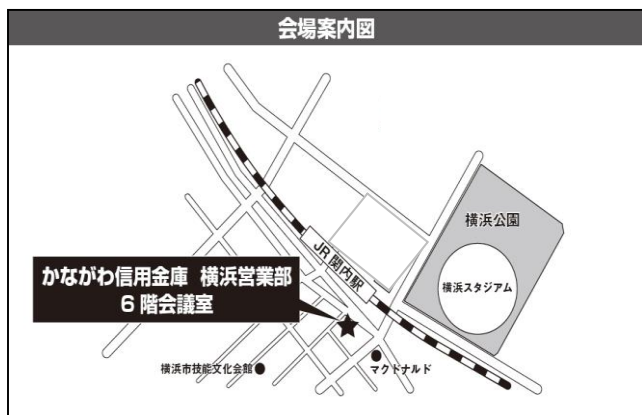 会場案内図
横浜公園
JR関内駅
かながわ信用金庫 横浜営業部
6階会議室
横浜スタジアム
横浜市技能文化会館
マクドナルド